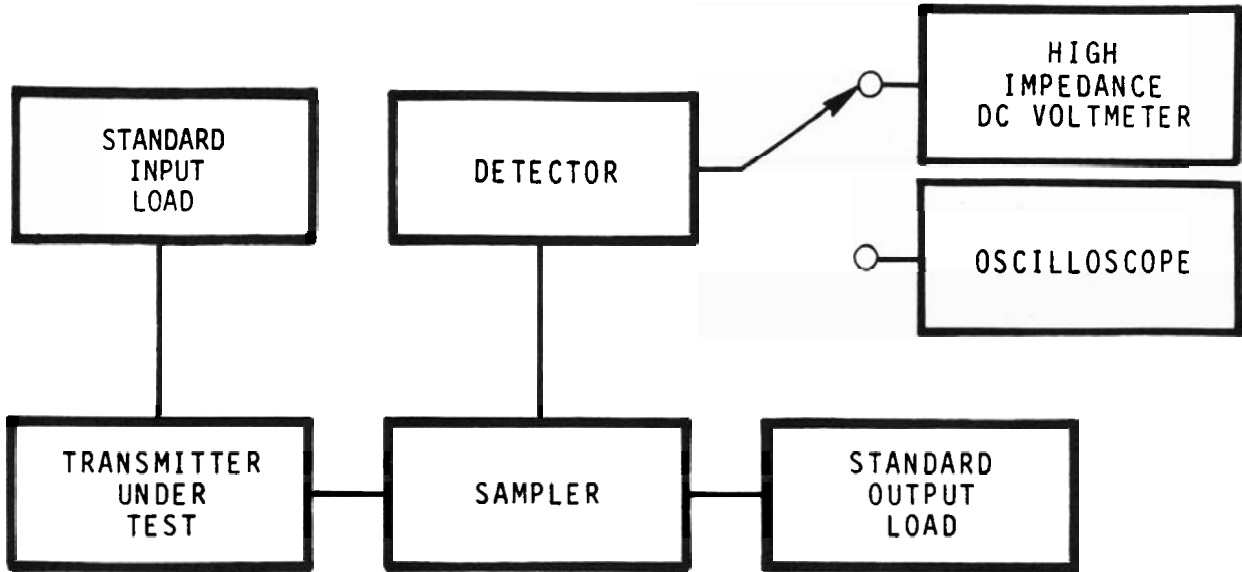 HIGH
IMPEDANCE
DC VOLTMETER
STANDARD
INPUT
LOAD
DETECTOR
OSCILLOSCOPE
TRANSMITTER
UNDER
TEST
SAMPLER
STANDARD
OUTPUT
LOAD